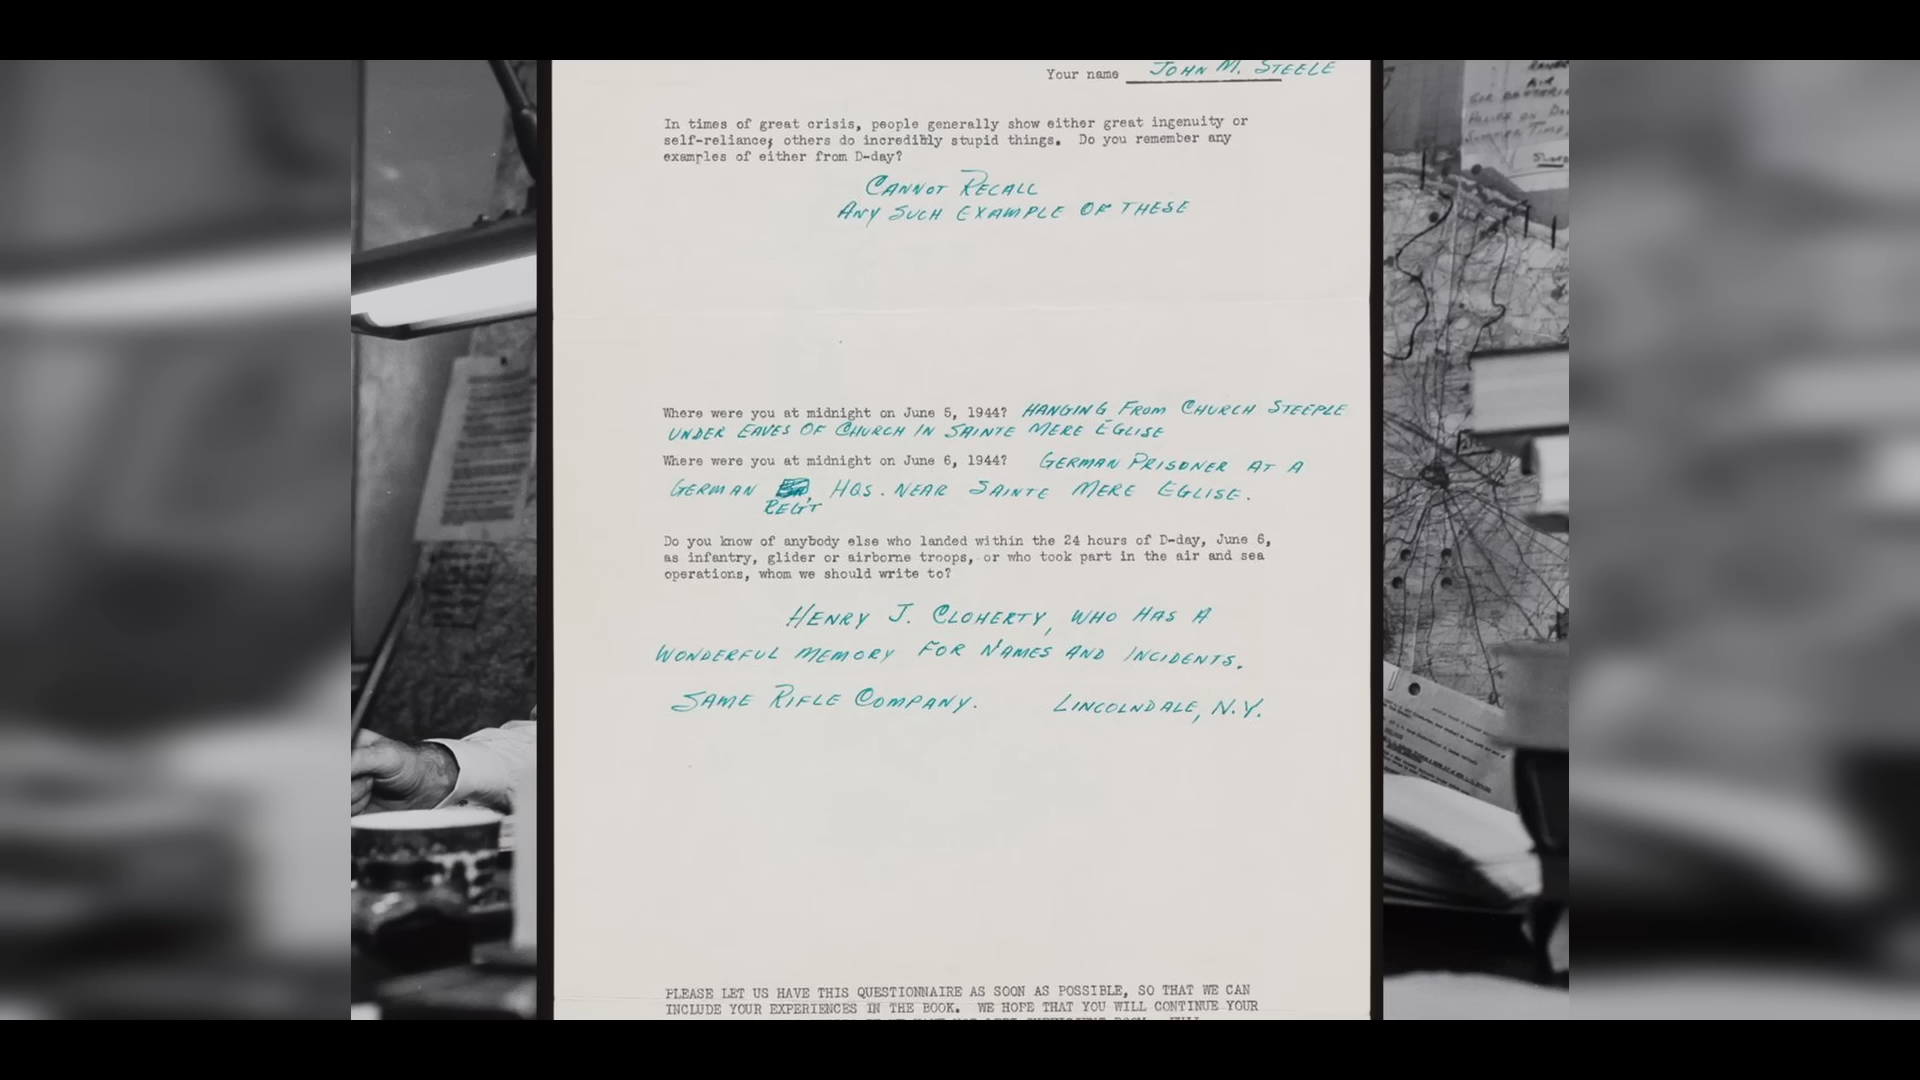 Your name JOHN M. STEELE
In times of great crisis, people generally show either great ingenuity or
self-reliance; others do incredibly stupid things. Do you remember any
examples of either from D-day?
CANNOT RECALL
ANY SUCH EXAMPLE OF THESE
Where were you at midnight on June 5, 1944? HANGING FROM CHURCH STEEPLE
UNDER EAVES OF CHURCH IN SAINTE MERE EGLISE
Where were you at midnight on June 6, 1944? GERMAN PRISONER AT A
GERMAN REGT HQS. NEAR SAINTE MERE EGLISE.
Do you know of anybody else who landed within the 24 hours of D-day, June 6,
as infantry, glider or airborne troops, or who took part in the air and sea
operations, whom we should write to?
HENRY J. CLOHERTY, WHO HAS A
WONDERFUL MEMORY FOR NAMES AND INCIDENTS.
SAME RIFLE COMPANY. LINCOLNDALE, N.Y.
PLEASE LET US HAVE THIS QUESTIONNAIRE AS SOON AS POSSIBLE, SO THAT WE CAN
INCLUDE YOUR EXPERIENCES IN THE BOOK. WE HOPE THAT YOU WILL CONTINUE YOUR